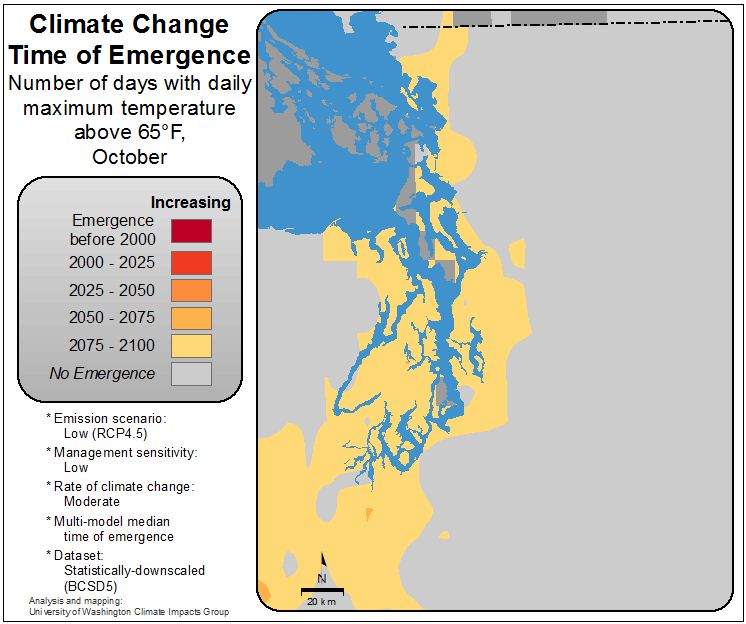 Climate Change
Time of Emergence
Number of days with daily
maximum temperature
above 65°F,
October
Increasing
Emergence
before 2000
2000 - 2025
2025 - 2050
2050 - 2075
2075 - 2100
No Emergence
* Emission scenario:
Low (RCP4.5)
* Management sensitivity:
Low
* Rate of climate change:
Moderate
* Multi-model median
time of emergence
* Dataset:
Statistically-downscaled
(BCSD5)
Analysis and mapping:
University of Washington Climate Impacts Group
N
20 km